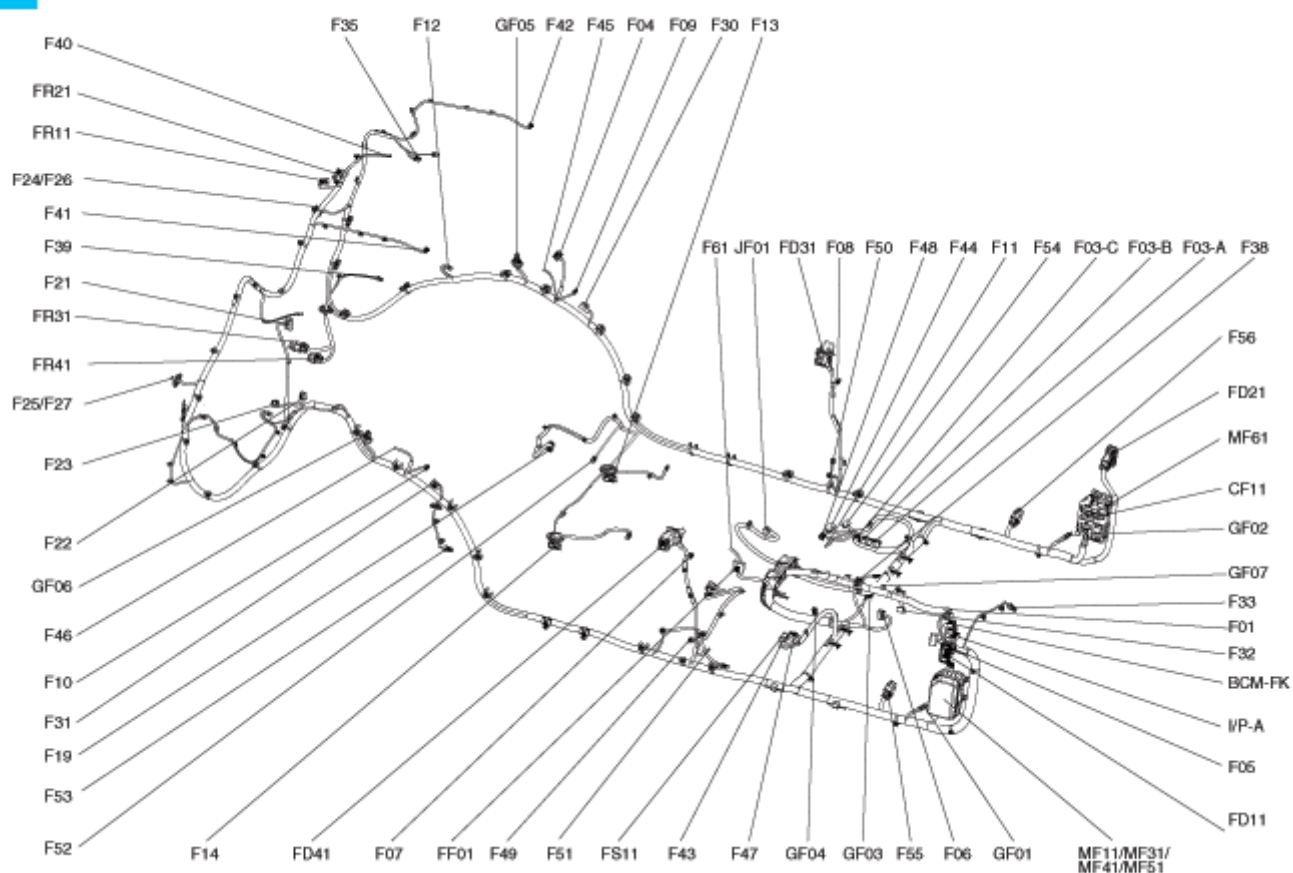 F35 F12 GF05 F42 F45 F04 F09 F30 F13
F40
FR21
FR11
F24/F26
F41
F39
F21
FR31
FR41
F25/F27
F23
F22
GF06
F46
F10
F31
F19
F53
F52
F61 JF01 FD31 F08 F50 F48 F44 F11 F54 F03-C F03-B F03-A F38
F56
FD21
MF61
CF11
GF02
GF07
F33
F01
F32
BCM-FK
I/P-A
F05
FD11
F14 FD41 F07 FF01 F49 F51 FS11 F43 F47 GF04 GF03 F55 F06 GF01 MF11/MF31/
MF41/MF51